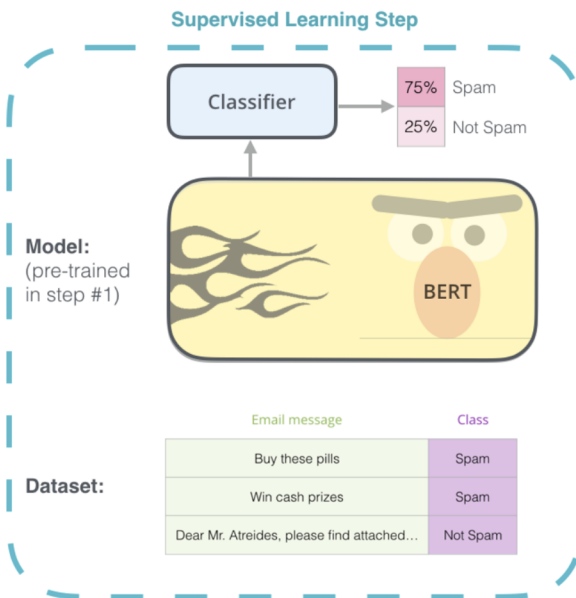 Supervised Learning Step
Classifier
75% Spam
25% Not Spam
Model:
(pre-trained
in step #1)
BERT
Email message Class
Dataset:
Buy these pills Spam
Win cash prizes Spam
Dear Mr. Atreides, please find attached... Not Spam